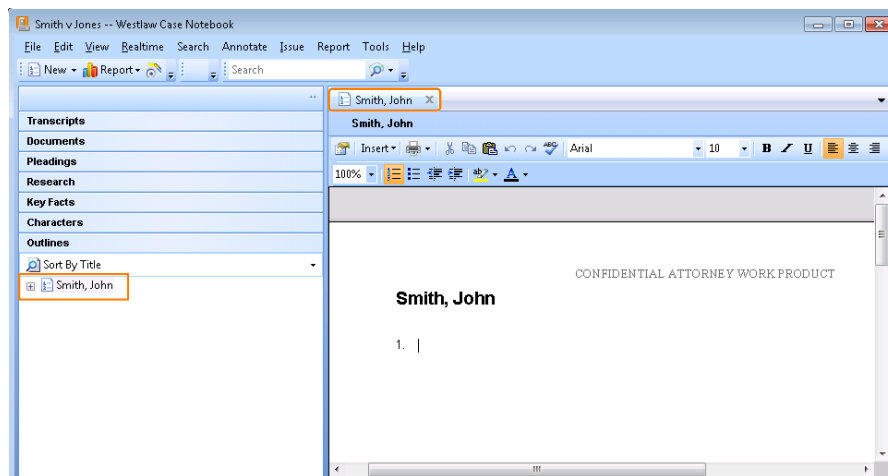 Smith v Jones -- Westlaw Case Notebook
File Edit View Realtime Search Annotate Issue Report Tools Help
New Report Search
Smith, John
Transcripts
Smith, John
Documents
Insert Arial 10 B I U
Pleadings
100% ab A
Research
Key Facts
Characters
Outlines
Sort By Title
CONFIDENTIAL ATTORNEY WORK PRODUCT
Smith, John
Smith, John
1.